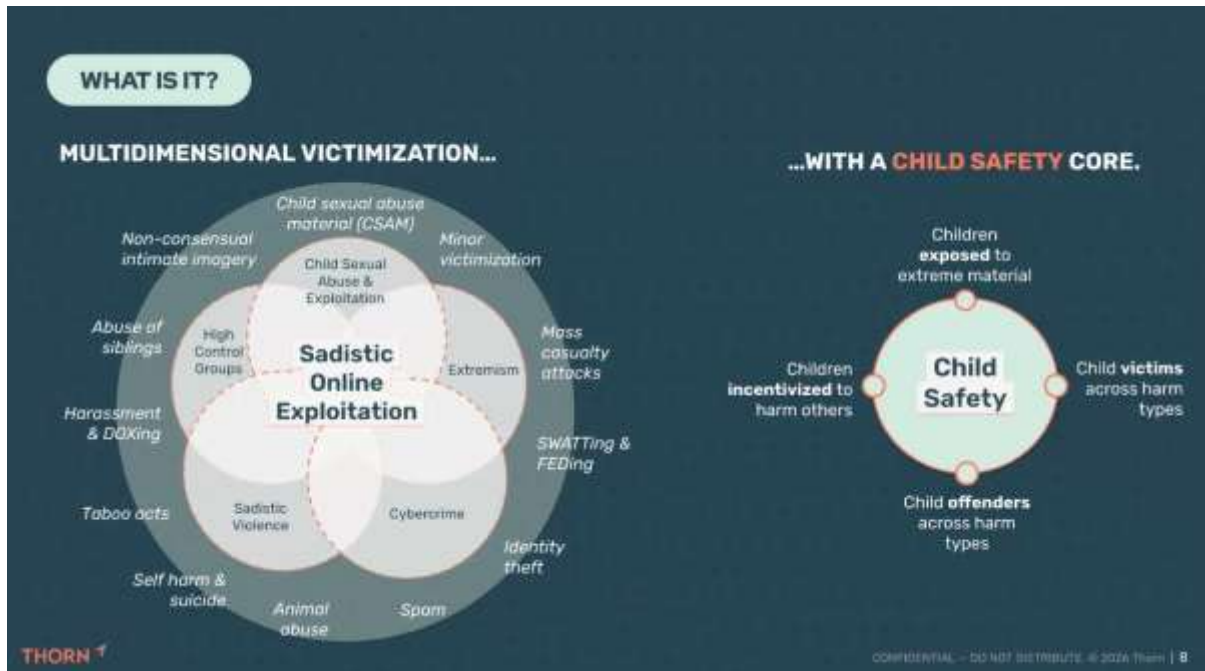 WHAT IS IT?
MULTIDIMENSIONAL VICTIMIZATION...
Child sexual abuse
material (CSAM)
Non-consensual
intimate imagery
Minor
victimization
Child Sexual
Abuse &
Exploitation
Abuse of
siblings
High
Control
Groups
Sadistic
Online
Exploitation
Extremism
Mass
casualty
attacks
Harassment
& DOXing
SWATTing &
FEDing
Taboo acts
Sadistic
Violence
Cybercrime
Identity
theft
Self harm &
suicide
Animal
abuse
Spam
...WITH A CHILD SAFETY CORE.
Children
exposed to
extreme material
Children
incentivized to
harm others
Child
Safety
Child victims
across harm
types
Child offenders
across harm
types
THORN
CONFIDENTIAL – DO NOT DISTRIBUTE. © 2026 Thorn | 8